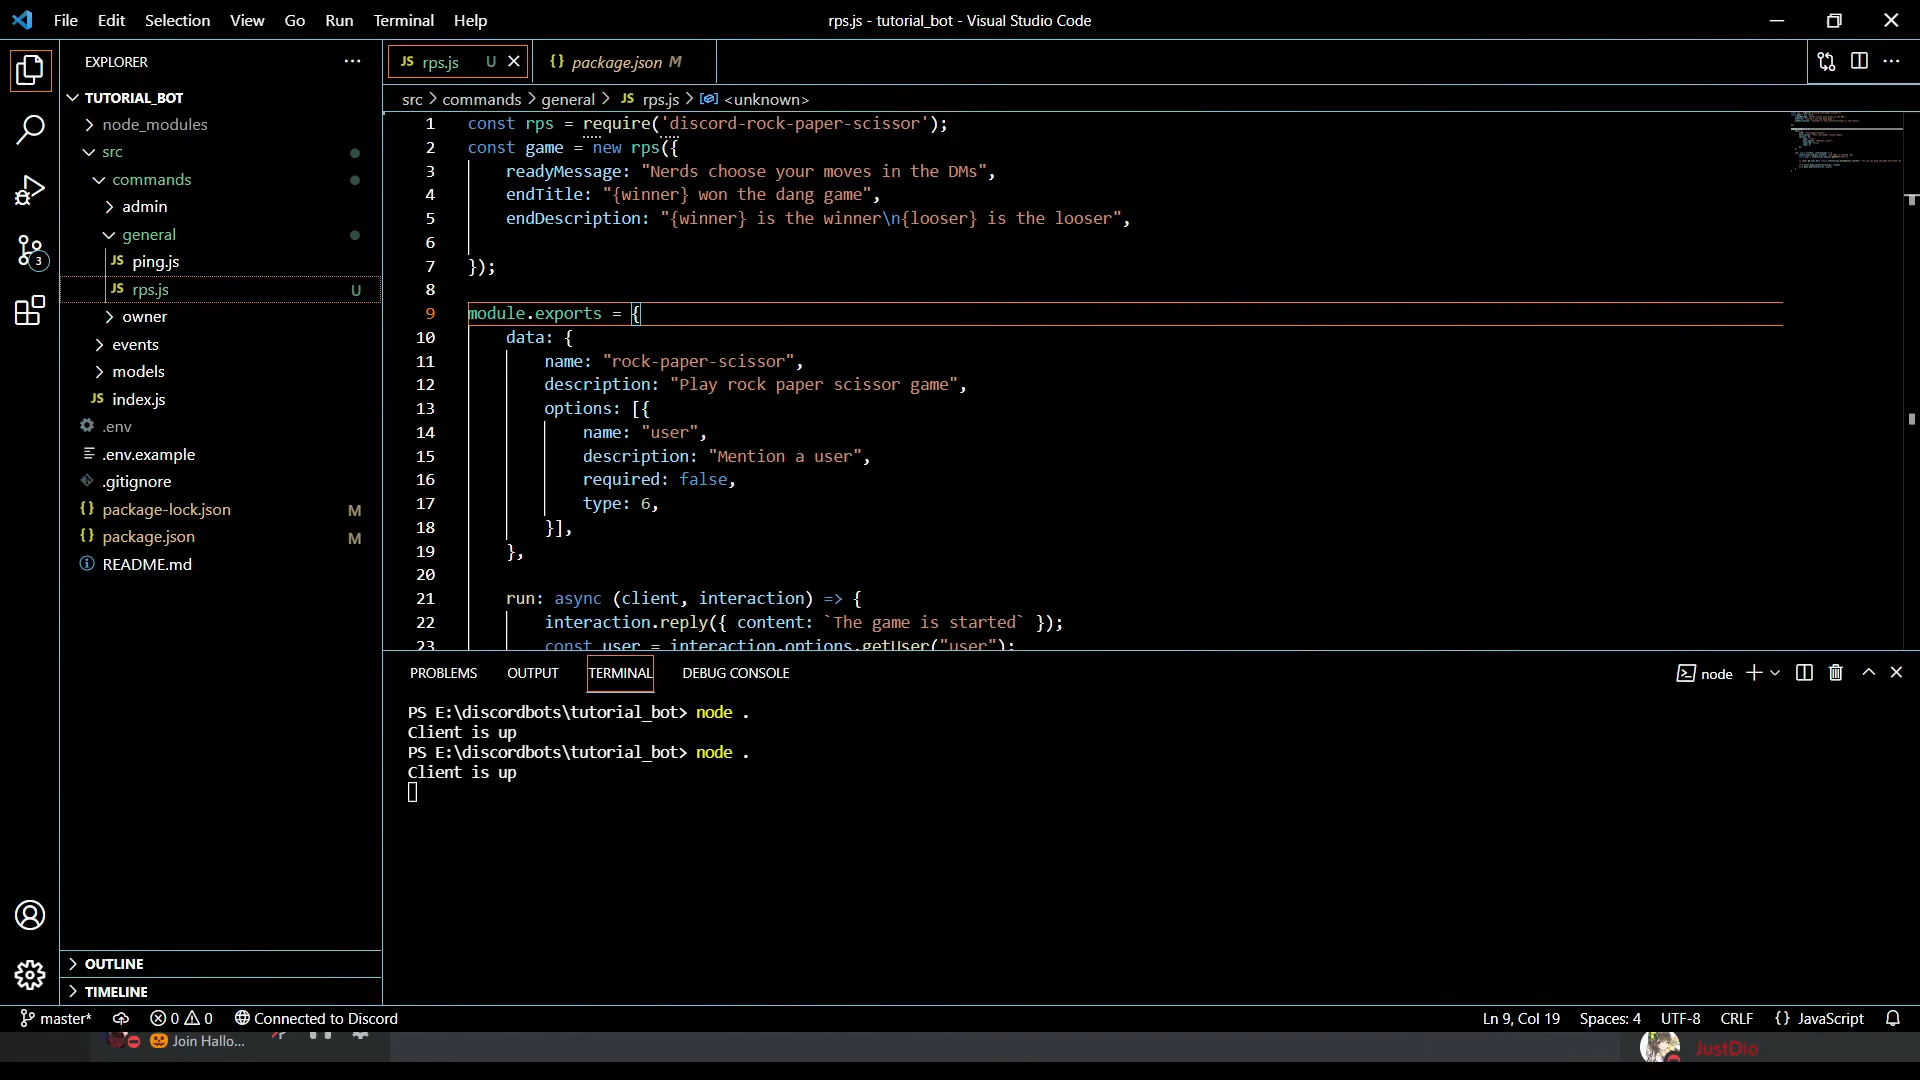 File Edit Selection View Go Run Terminal Help
rps.js - tutorial_bot - Visual Studio Code
EXPLORER
TUTORIAL_BOT
node_modules
src
commands
admin
general
ping.js
rps.js U
owner
events
models
index.js
.env
.env.example
.gitignore
package-lock.json M
package.json M
README.md
OUTLINE
TIMELINE
3
JS rps.js U
{} package.json M
src > commands > general > JS rps.js > <unknown>
1 const rps = require('discord-rock-paper-scissor');
2 const game = new rps({
3 readyMessage: "Nerds choose your moves in the DMs",
4 endTitle: "{winner} won the dang game",
5 endDescription: "{winner} is the winner\n{looser} is the looser",
6
7 });
8
9 module.exports = {
10 data: {
11 name: "rock-paper-scissor",
12 description: "Play rock paper scissor game",
13 options: [{
14 name: "user",
15 description: "Mention a user",
16 required: false,
17 type: 6,
18 }],
19 },
20
21 run: async (client, interaction) => {
22 interaction.reply({ content: `The game is started` });
23 const user = interaction.options.getUser("user");
PROBLEMS OUTPUT TERMINAL DEBUG CONSOLE
node
PS E:\discordbots\tutorial_bot> node .
Client is up
PS E:\discordbots\tutorial_bot> node .
Client is up
master* 0 0 Connected to Discord
Ln 9, Col 19 Spaces: 4 UTF-8 CRLF {} JavaScript
Join Hallo...
JustDio